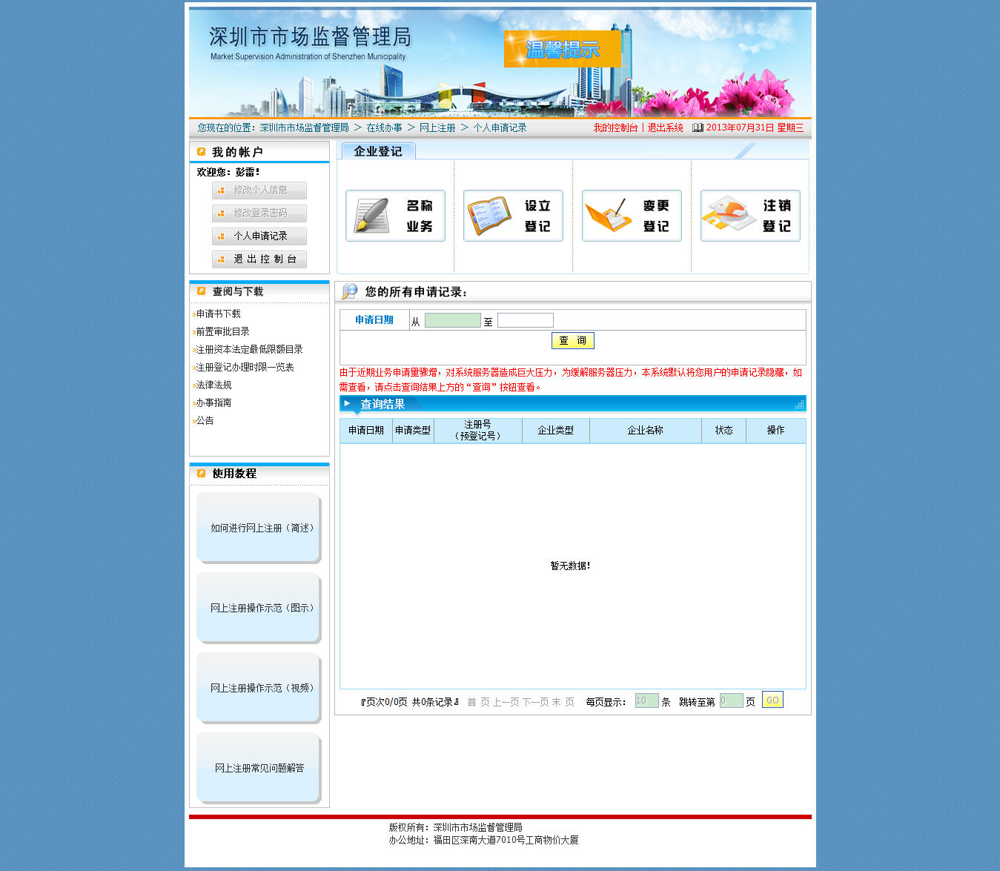 深圳市市场监督管理局
Market Supervision Administration of Shenzhen Municipality
温馨提示
您现在的位置：深圳市市场监督管理局 > 在线办事 > 网上注册 > 个人申请记录
我的控制台 | 退出系统 2013年07月31日 星期三
我的帐户
欢迎您：彭雷！
修改个人信息
修改登录密码
个人申请记录
退出控制台
企业登记
名称
业务
设立
登记
变更
登记
注销
登记
查阅与下载
申请书下载
前置审批目录
注册资本法定最低限额目录
注册登记办理时限一览表
法律法规
办事指南
公告
使用教程
如何进行网上注册（简述）
网上注册操作示范（图示）
网上注册操作示范（视频）
网上注册常见问题解答
您的所有申请记录：
申请日期 从 至
查 询
由于近期业务申请量骤增，对系统服务器造成巨大压力，为缓解服务器压力，本系统默认将您用户的申请记录隐藏，如
需查看，请点击查询结果上方的“查询”按钮查看。
查询结果
申请日期 申请类型 注册号（预登记号） 企业类型 企业名称 状态 操作
暂无数据！
『页次0/0页 共0条记录』 首 页 上一页 下一页 末 页 每页显示： 10 条 跳转至第 0 页 GO
版权所有：深圳市市场监督管理局
办公地址：福田区深南大道7010号工商物价大厦